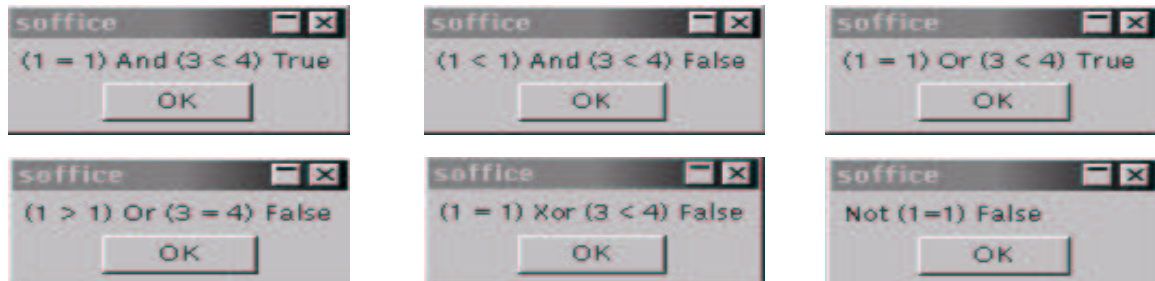 soffice
(1 = 1) And (3 < 4) True
OK
soffice
(1 < 1) And (3 < 4) False
OK
soffice
(1 = 1) Or (3 < 4) True
OK
soffice
(1 > 1) Or (3 = 4) False
OK
soffice
(1 = 1) Xor (3 < 4) False
OK
soffice
Not (1=1) False
OK